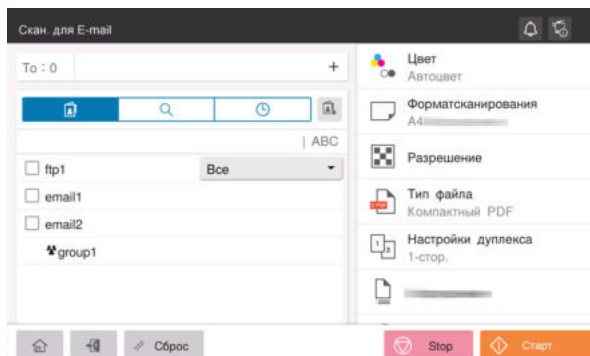 Скан. для E-mail
To : 0 +
| ABC
ftp1
Все
email1
email2
group1
Цвет
Автоцвет
Форматсканирования
A4
Разрешение
Тип файла
Компактный PDF
Настройки дуплекса
1-стор.
Сброс
Stop
Старт